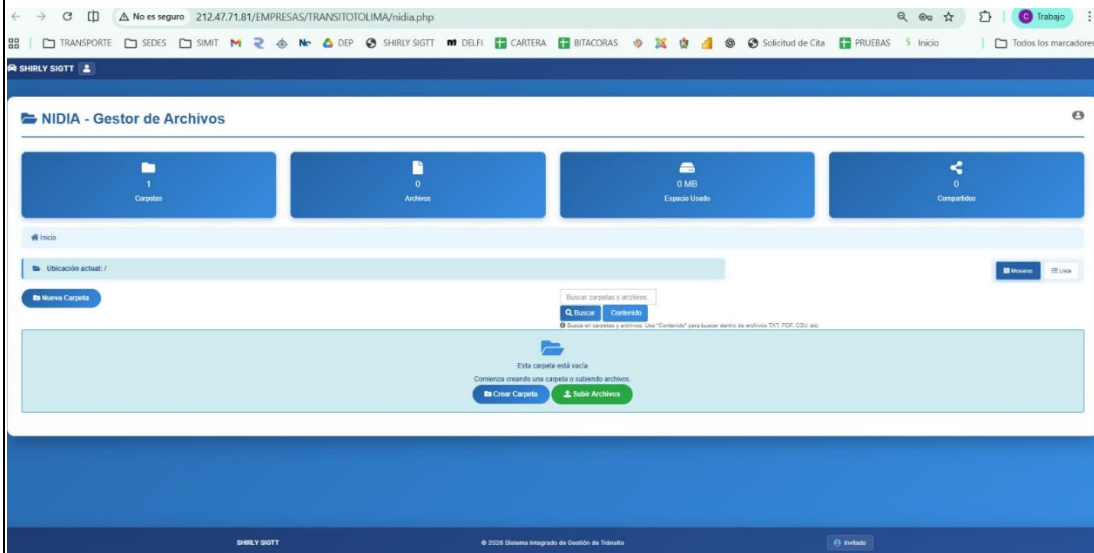 No es seguro 212.47.71.81/EMPRESAS/TRANSITOTOLIMA/nidia.php Trabajo
TRANSPORTE SEDES SIMIT DEP SHIRLY SIGTT DELFI CARTERA BITACORAS Solicitud de Cita PRUEBAS Inicio Todos los marcadores
SHIRLY SIGTT
NIDIA - Gestor de Archivos
1 0 0 MB 0
Carpetas Archivos Espacio Usado Compartidos
Inicio
Ubicación actual: / Mosaico Lista
Nueva Carpeta Buscar carpetas y archivos...
Buscar Contenido
Busca en carpetas y archivos. Usa "Contenido" para buscar dentro de archivos TXT, PDF, CSV, etc.
Esta carpeta está vacía
Comienza creando una carpeta o subiendo archivos.
Crear Carpeta Subir Archivos
SHIRLY SIGTT © 2026 Sistema Integrado de Gestión de Tránsito Invitado